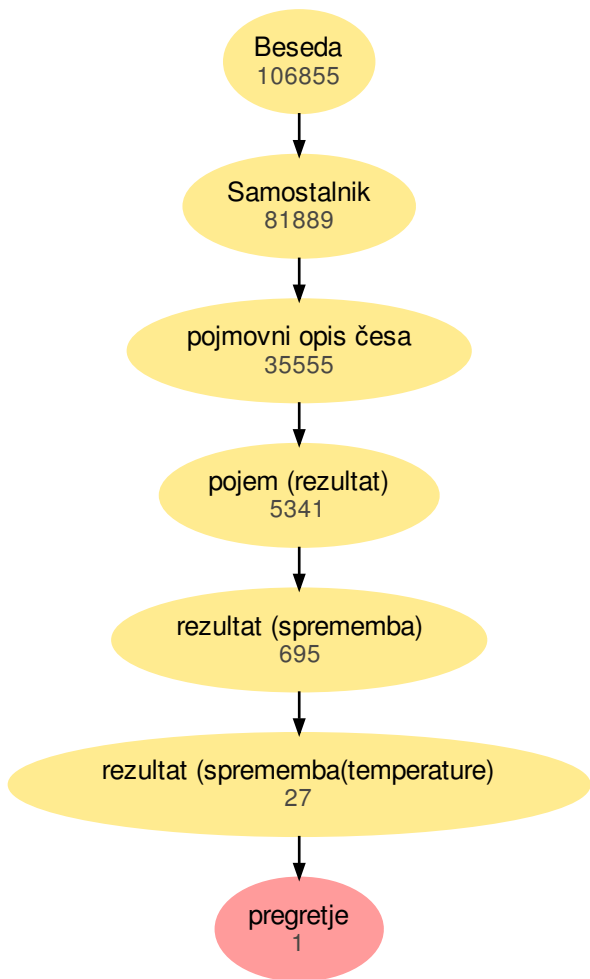 Beseda
106855
Samostalnik
81889
pojmovni opis česa
35555
pojem (rezultat)
5341
rezultat (sprememba)
695
rezultat (sprememba(temperature)
27
pregretje
1